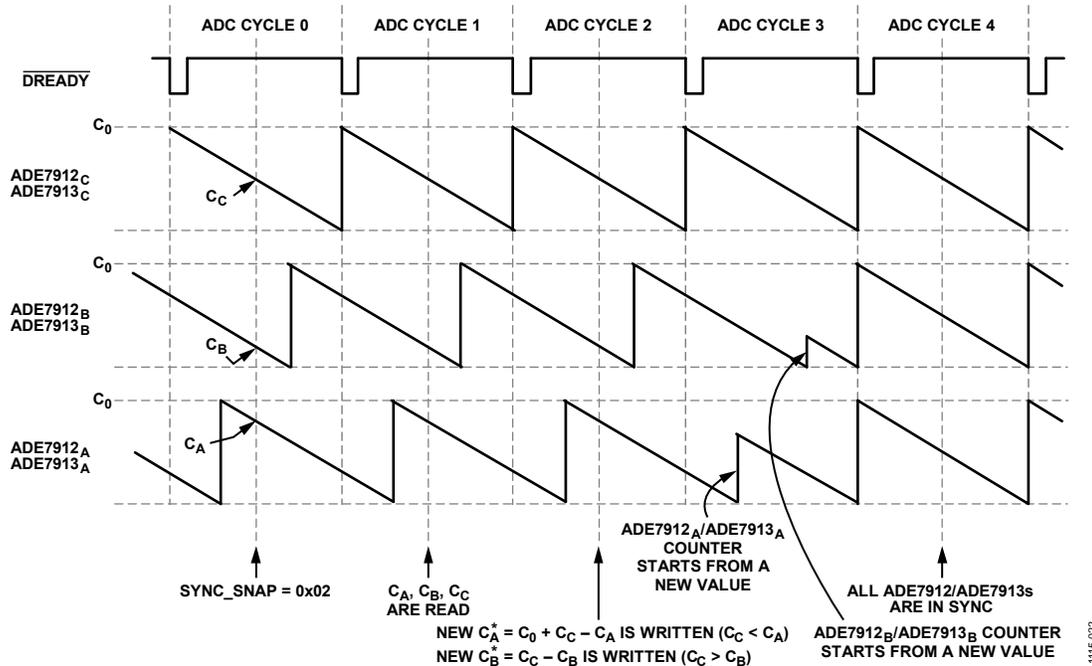 ADC CYCLE 0 ADC CYCLE 1 ADC CYCLE 2 ADC CYCLE 3 ADC CYCLE 4
DREADY
C0
ADE7912C
ADE7913C
CC
C0
ADE7912B
ADE7913B
CB
C0
ADE7912A
ADE7913A
CA
ADE7912A/ADE7913A
COUNTER
STARTS FROM A
NEW VALUE
SYNC_SNAP = 0x02
CA, CB, CC
ARE READ
ALL ADE7912/ADE7913s
ARE IN SYNC
NEW CA* = C0 + CC – CA IS WRITTEN (CC < CA)
NEW CB* = CC – CB IS WRITTEN (CC > CB)
ADE7912B/ADE7913B COUNTER
STARTS FROM A NEW VALUE